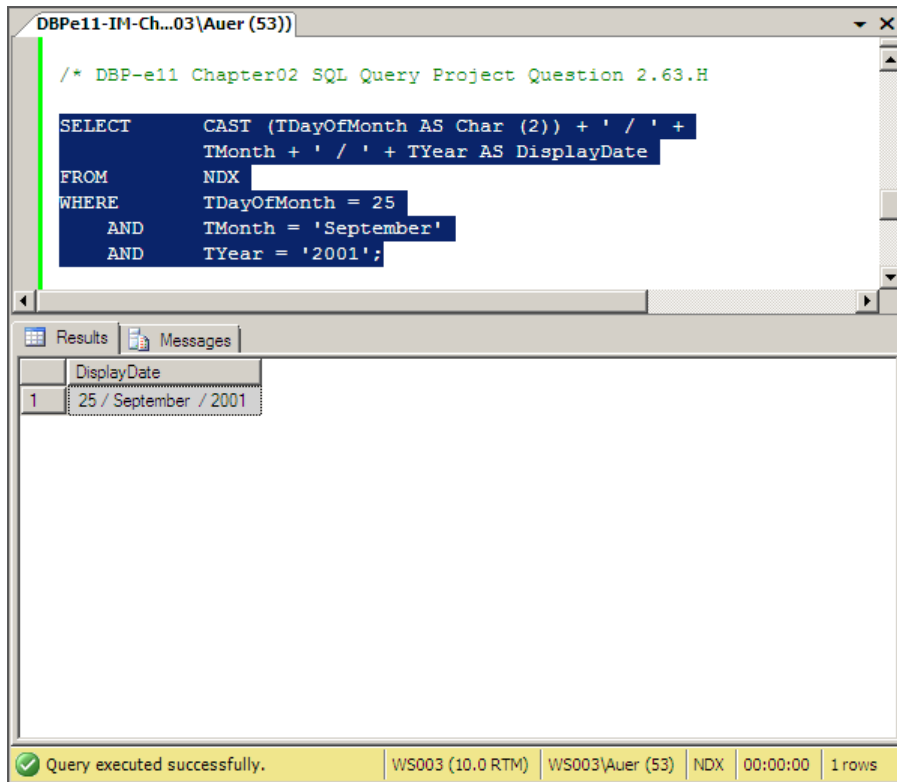 DBPe11-IM-Ch...03\Auer (53))
/* DBP-e11 Chapter02 SQL Query Project Question 2.63.H
SELECT CAST (TDayOfMonth AS Char (2)) + ' / ' +
TMonth + ' / ' + TYear AS DisplayDate
FROM NDX
WHERE TDayOfMonth = 25
AND TMonth = 'September'
AND TYear = '2001';
Results Messages
DisplayDate
1 25 / September / 2001
Query executed successfully. WS003 (10.0 RTM) WS003\Auer (53) NDX 00:00:00 1 rows